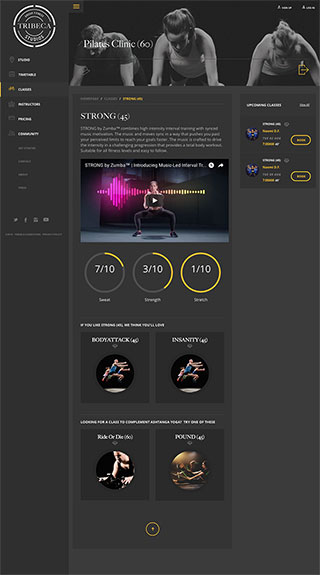 TRIBECA
STUDIOS
SIGN UP
LOG IN
Pilates Clinic (60)
STUDIO
TIMETABLE
CLASSES
INSTRUCTORS
PRICING
COMMUNITY
CONTACT
ABOUT
CLASSES / STRONG (45)
STRONG (45)
STRONG by Zumba™ combines high intensity interval training with synced
music motivation. The music and moves sync in a way that pushes you past
your perceived limits to reach your goals faster. The music is crafted to drive
the intensity in a challenging progression that provides a total body workout.
Suitable for all fitness levels and easy to follow.
STRONG by Zumba™ : Introducing Music-Led Interval Tr...
7/10
3/10
1/10
Sweat
Strength
Stretch
IF YOU LIKE STRONG (45), WE THINK YOU'LL LOVE
BODYATTACK (45)
INSANITY (45)
LOOKING FOR A CLASS TO COMPLEMENT ASHTANGA YOGA? TRY ONE OF THESE
Ride Or Die (60)
POUND (45)
UPCOMING CLASSES
View all
STRONG (45)
Naomi D.F.
BOOK
STRONG (45)
Naomi D.F.
BOOK